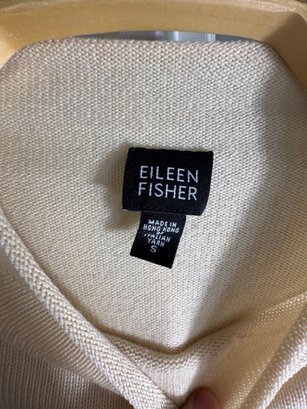 EILEEN
FISHER
MADE IN
HONG KONG
OF
ITALIAN
YARN
S